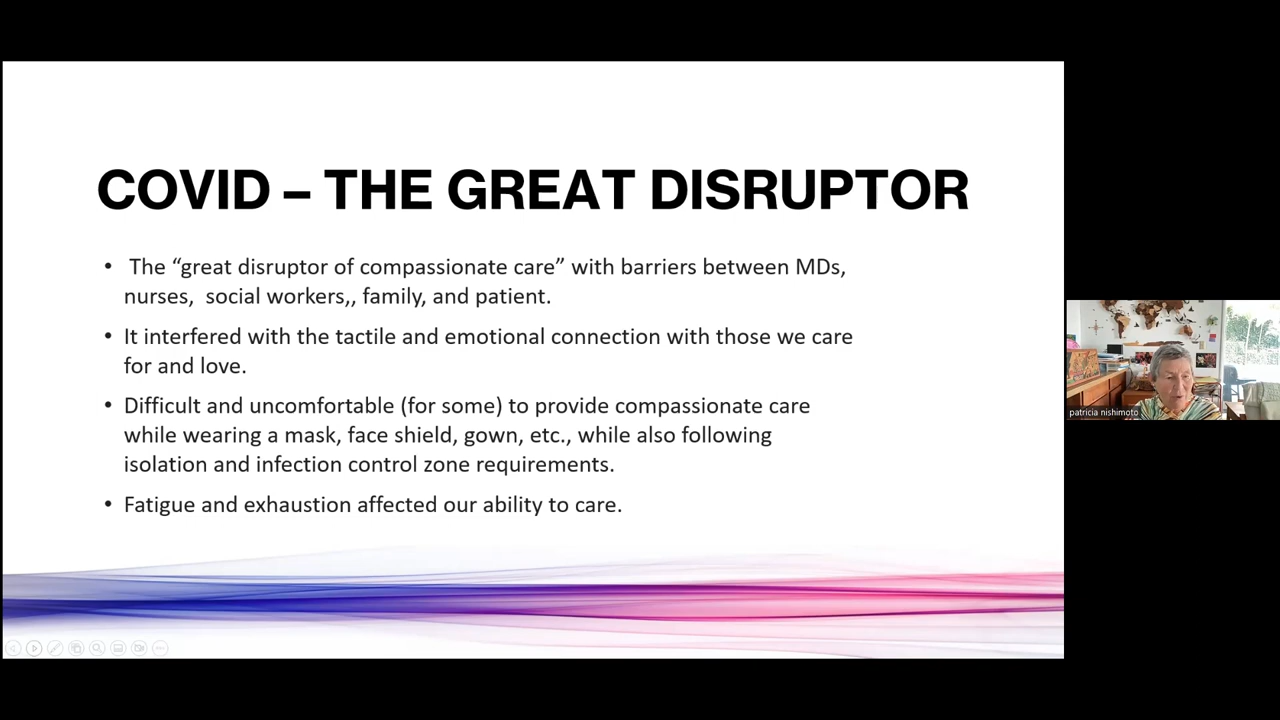 COVID – THE GREAT DISRUPTOR
• The “great disruptor of compassionate care” with barriers between MDs,
nurses,  social workers,, family, and patient.
• It interfered with the tactile and emotional connection with those we care
for and love.
• Difficult and uncomfortable (for some) to provide compassionate care
while wearing a mask, face shield, gown, etc., while also following
isolation and infection control zone requirements.
• Fatigue and exhaustion affected our ability to care.
patricia nishimoto